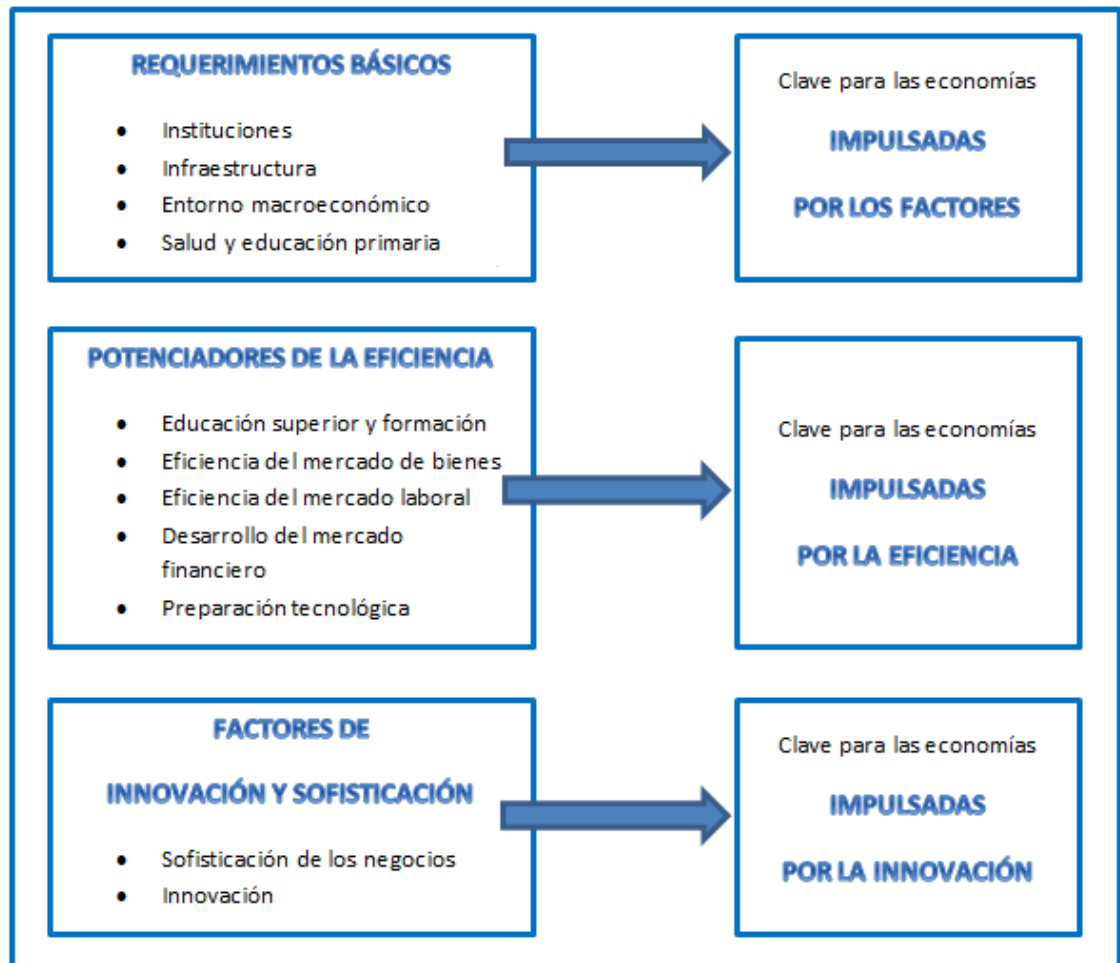 REQUERIMIENTOS BÁSICOS
• Instituciones
• Infraestructura
• Entorno macroeconómico
• Salud y educación primaria
Clave para las economías
IMPULSADAS
POR LOS FACTORES
POTENCIADORES DE LA EFICIENCIA
• Educación superior y formación
• Eficiencia del mercado de bienes
• Eficiencia del mercado laboral
• Desarrollo del mercado
financiero
• Preparación tecnológica
Clave para las economías
IMPULSADAS
POR LA EFICIENCIA
FACTORES DE
INNOVACIÓN Y SOFISTICACIÓN
• Sofisticación de los negocios
• Innovación
Clave para las economías
IMPULSADAS
POR LA INNOVACIÓN